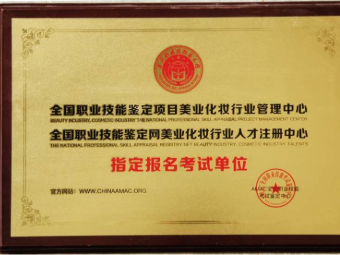 全国职业技能鉴定项目美业化妆行业管理中心
BEAUTY INDUSTRY, COSMETIC INDUSTRY THE NATIONAL PROFESSIONAL SKILL APPRAISAL PROJECT MANAGEMENT CENTER
全国职业技能鉴定网美业化妆行业人才注册中心
THE NATIONAL PROFESSIONAL SKILL APPRAISAL REGISTRY NET BEAUTY INDUSTRY, COSMETIC INDUSTRY TALENTS
指定报名考试单位
官方网站：WWW.CHINAAMAC.ORG